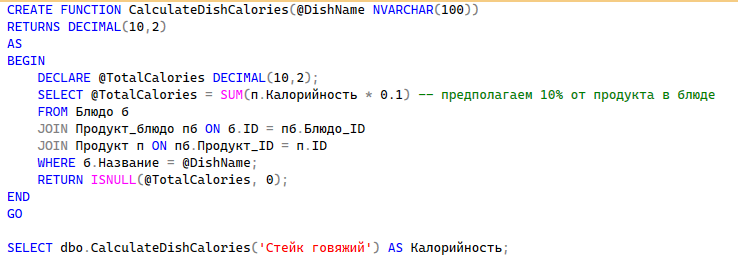 CREATE FUNCTION CalculateDishCalories(@DishName NVARCHAR(100))
RETURNS DECIMAL(10,2)
AS
BEGIN
    DECLARE @TotalCalories DECIMAL(10,2);
    SELECT @TotalCalories = SUM(п.Калорийность * 0.1) -- предполагаем 10% от продукта в блюде
    FROM Блюдо б
    JOIN Продукт_блюдо пб ON б.ID = пб.Блюдо_ID
    JOIN Продукт п ON пб.Продукт_ID = п.ID
    WHERE б.Название = @DishName;
    RETURN ISNULL(@TotalCalories, 0);
END
GO
SELECT dbo.CalculateDishCalories('Стейк говяжий') AS Калорийность;